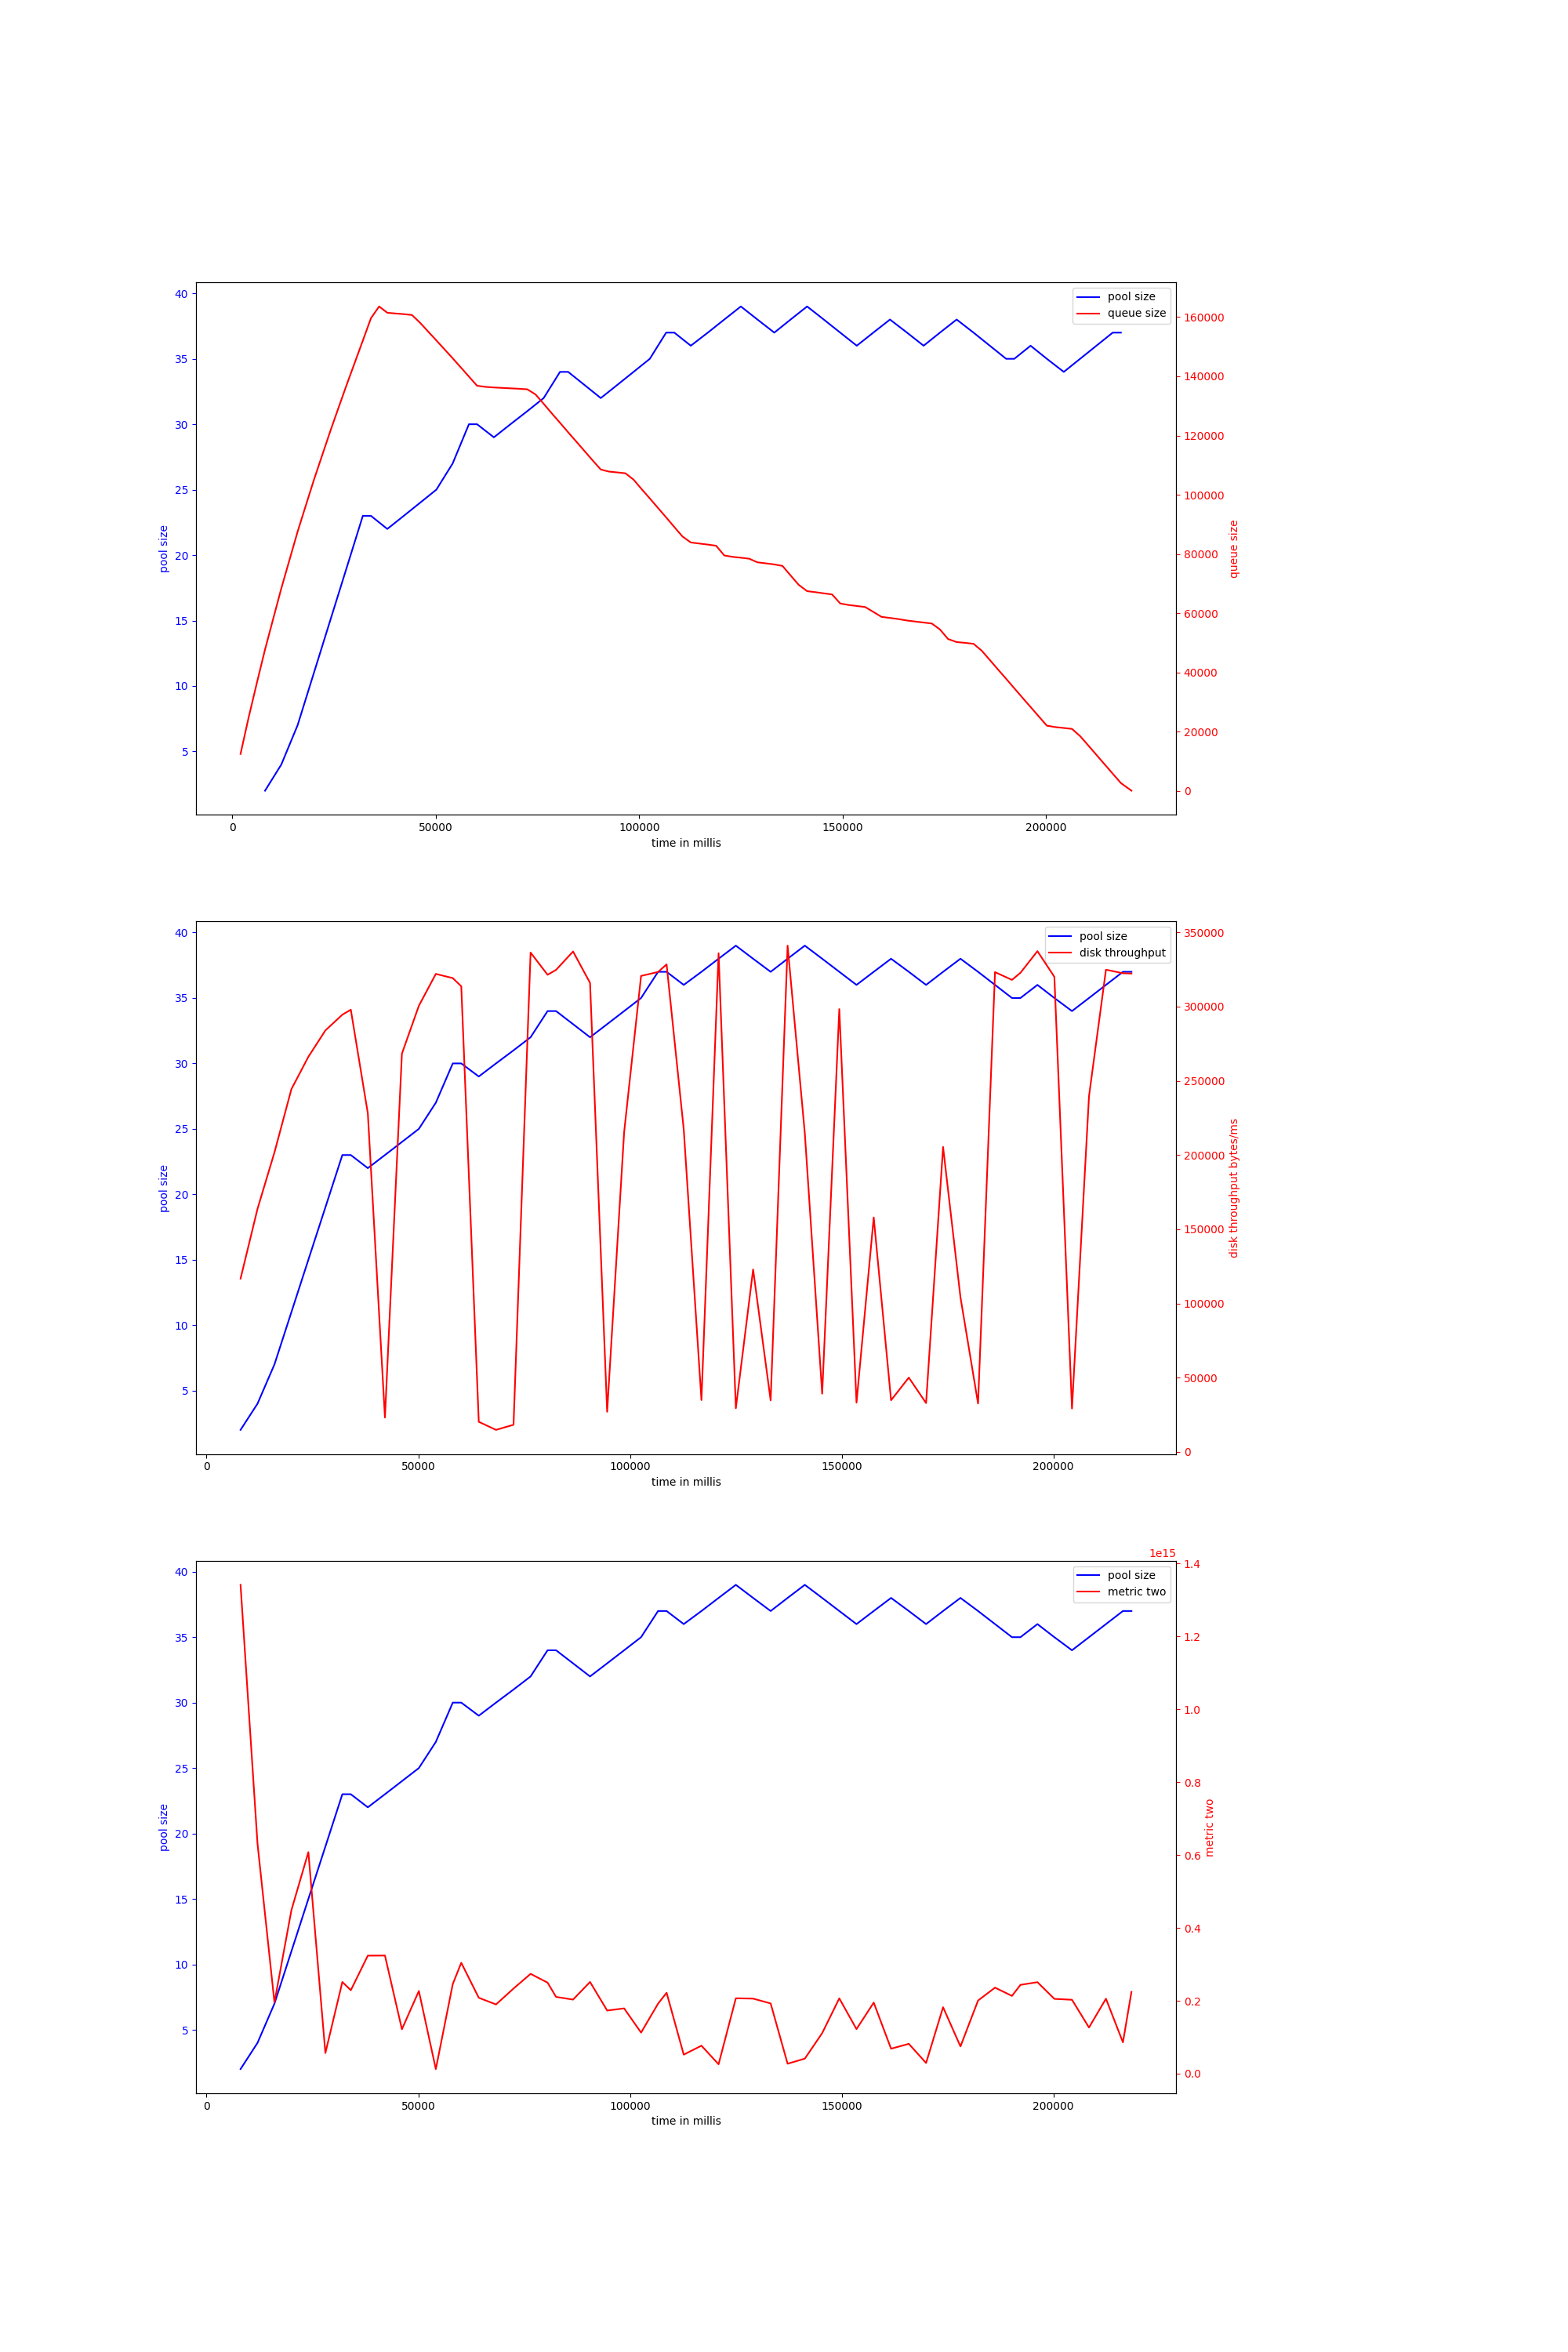 40
35
30
25
20
15
10
5
pool size
pool size
queue size
160000
140000
120000
100000
80000
60000
40000
20000
0
queue size
0 50000 100000 150000 200000
time in millis
40
35
30
25
20
15
10
5
pool size
pool size
disk throughput
350000
300000
250000
200000
150000
100000
50000
0
disk throughput bytes/ms
0 50000 100000 150000 200000
time in millis
1e15
40
35
30
25
20
15
10
5
pool size
pool size
metric two
1.4
1.2
1.0
0.8
0.6
0.4
0.2
0.0
metric two
0 50000 100000 150000 200000
time in millis